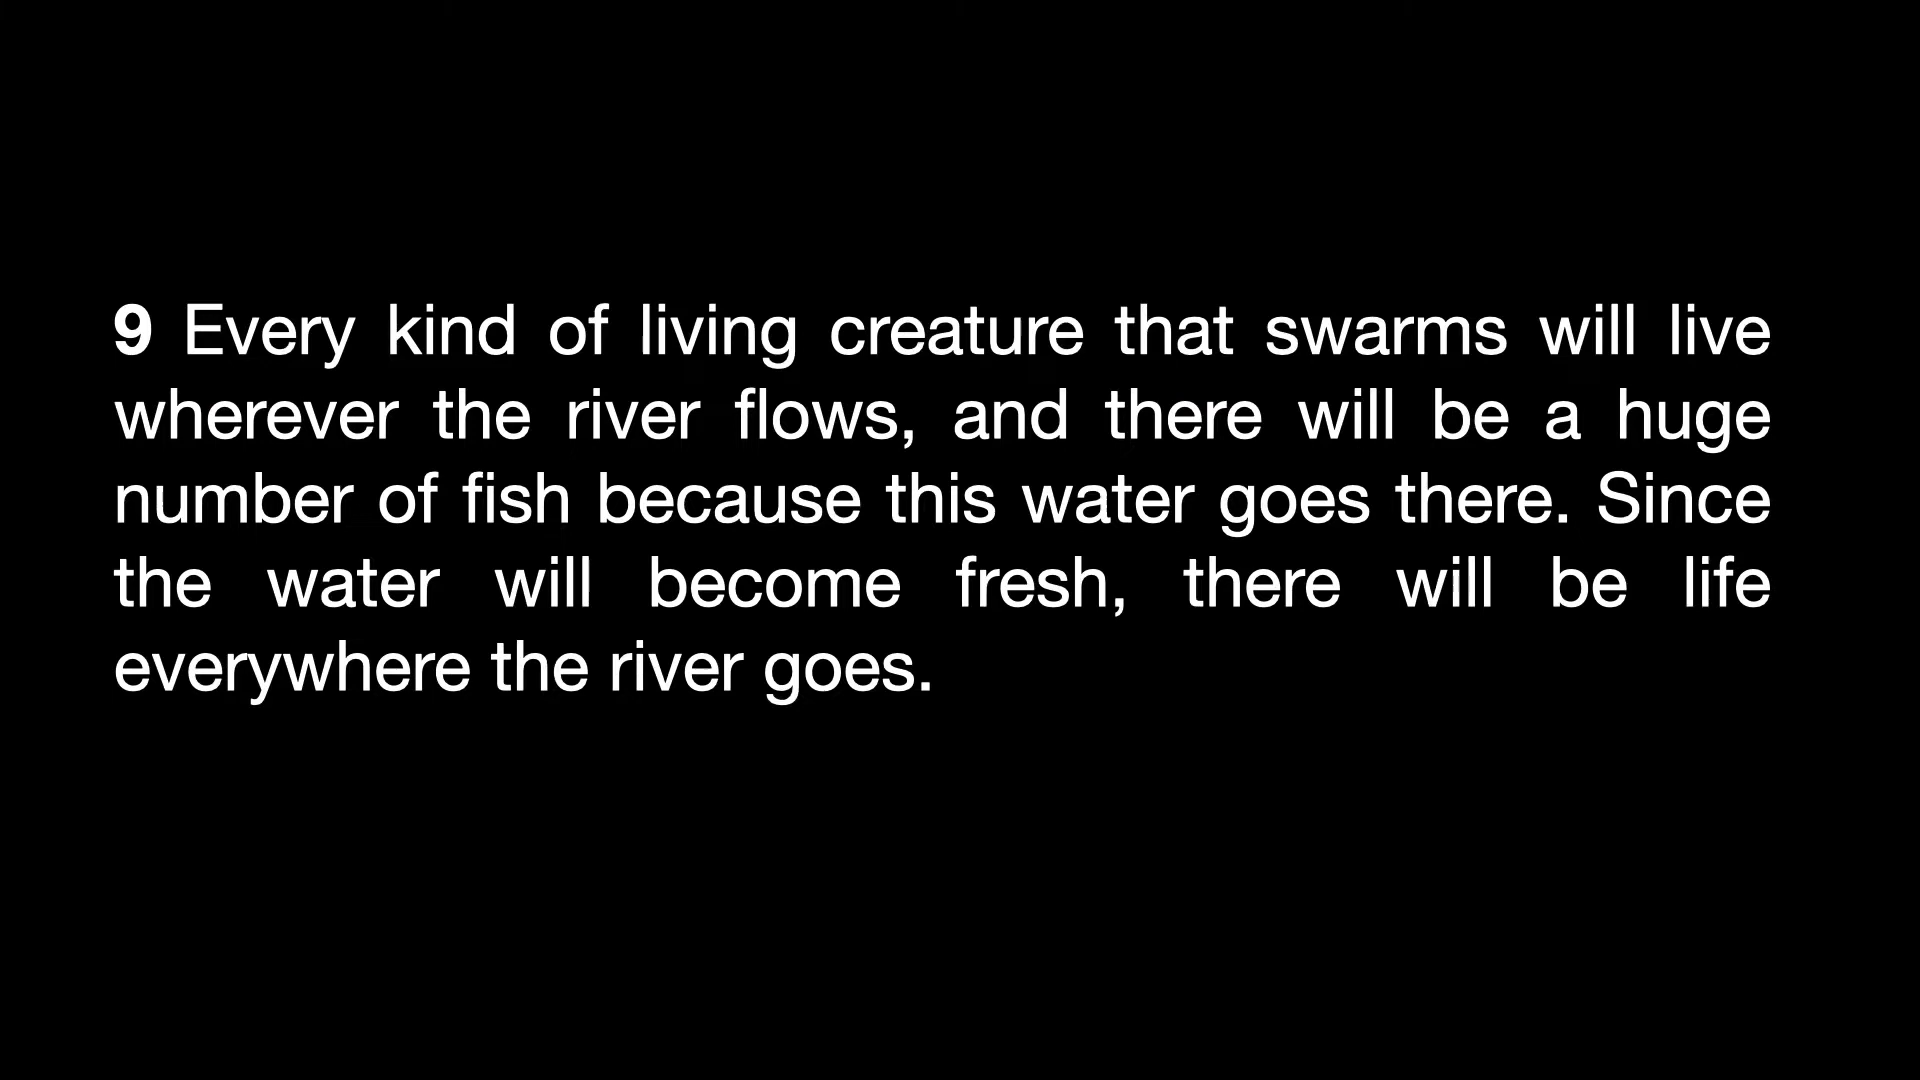 9 Every kind of living creature that swarms will live
wherever the river flows, and there will be a huge
number of fish because this water goes there. Since
the water will become fresh, there will be life
everywhere the river goes.